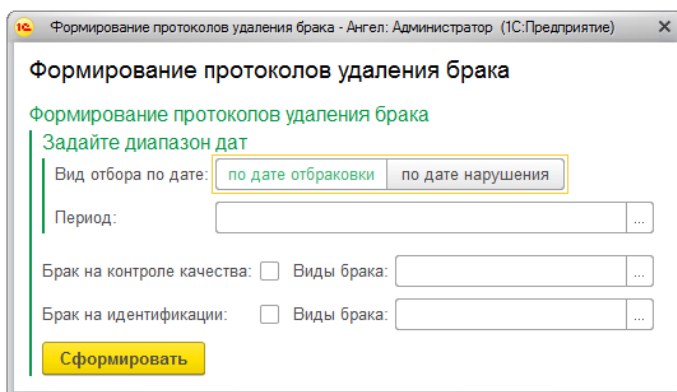 1С Формирование протоколов удаления брака - Ангел: Администратор (1С:Предприятие)
Формирование протоколов удаления брака
Формирование протоколов удаления брака
Задайте диапазон дат
Вид отбора по дате: по дате отбраковки по дате нарушения
Период: ...
Брак на контроле качества: Виды брака: ...
Брак на идентификации: Виды брака: ...
Сформировать